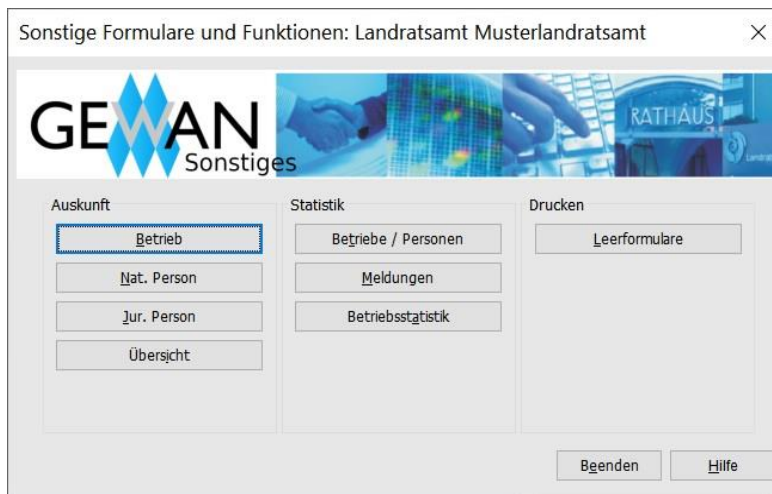 Sonstige Formulare und Funktionen: Landratsamt Musterlandratsamt
GEWAN
Sonstiges
RATHAUS
Auskunft
Betrieb
Nat. Person
Jur. Person
Übersicht
Statistik
Betriebe / Personen
Meldungen
Betriebsstatistik
Drucken
Leerformulare
Beenden
Hilfe